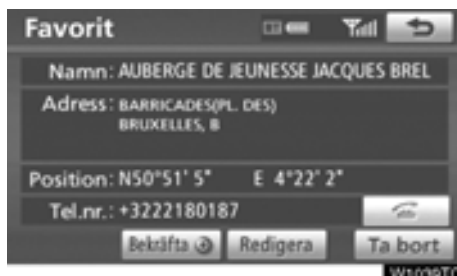 Favorit
Namn: AUBERGE DE JEUNESSE JACQUES BREL
Adress: BARRICADES(PL. DES)
BRUXELLES, B
Position: N50°51' 5" E 4°22' 2"
Tel.nr.: +3222180187
Bekräfta Redigera Ta bort